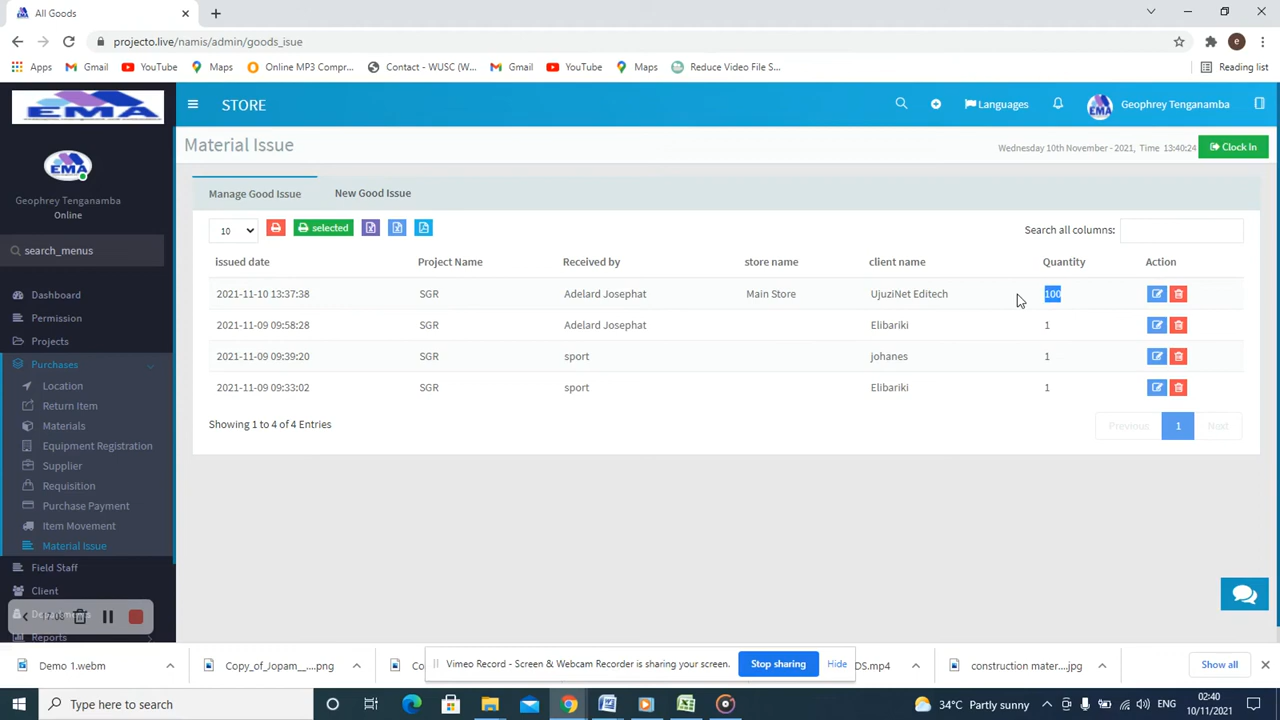 All Goods
projecto.live/namis/admin/goods_isue
e
Apps Gmail YouTube Maps Online MP3 Compr... Contact - WUSC (W... Gmail YouTube Maps Reduce Video File S... Reading list
EMA
STORE
Languages
EMA
Geophrey Tenganamba
Material Issue
Wednesday 10th November - 2021, Time 13:40:24
Clock In
EMA
Geophrey Tenganamba
Online
search_menus
Dashboard
Permission
Projects
Purchases
Location
Return Item
Materials
Equipment Registration
Supplier
Requisition
Purchase Payment
Item Movement
Material Issue
Field Staff
Client
Departments
Reports
Manage Good Issue New Good Issue
10 selected Search all columns:
issued date Project Name Received by store name client name Quantity Action
2021-11-10 13:37:38 SGR Adelard Josephat Main Store UjuziNet Editech 100
2021-11-09 09:58:28 SGR Adelard Josephat Elibariki 1
2021-11-09 09:39:20 SGR sport johanes 1
2021-11-09 09:33:02 SGR sport Elibariki 1
Showing 1 to 4 of 4 Entries
Previous 1 Next
Demo 1.webm Copy_of_Jopam__....png Co Vimeo Record - Screen & Webcam Recorder is sharing your screen. Stop sharing Hide DS.mp4 construction mater....jpg Show all
Type here to search
34°C Partly sunny ENG 02:40
10/11/2021